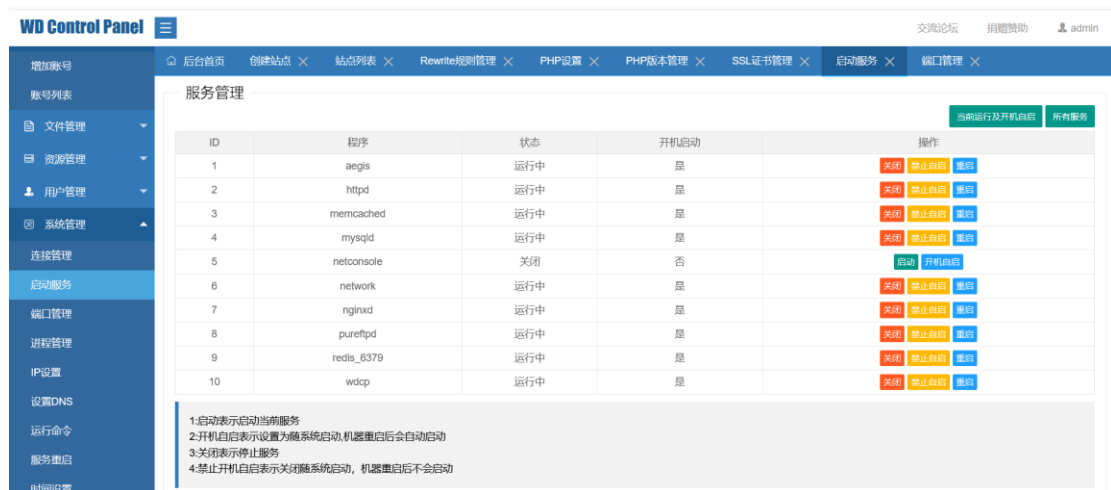 WD Control Panel
交流论坛 捐赠赞助 admin
增加账号
账号列表
文件管理
资源管理
用户管理
系统管理
连接管理
启动服务
端口管理
进程管理
IP设置
设置DNS
运行命令
服务重启
时间设置
后台首页 创建站点 站点列表 Rewrite规则管理 PHP设置 PHP版本管理 SSL证书管理 启动服务 端口管理
服务管理
当前运行及开机自启 所有服务
ID 程序 状态 开机启动 操作
1 aegis 运行中 是 关闭 禁止自启 重启
2 httpd 运行中 是 关闭 禁止自启 重启
3 memcached 运行中 是 关闭 禁止自启 重启
4 mysqld 运行中 是 关闭 禁止自启 重启
5 netconsole 关闭 否 启动 开机自启
6 network 运行中 是 关闭 禁止自启 重启
7 nginxd 运行中 是 关闭 禁止自启 重启
8 pureftpd 运行中 是 关闭 禁止自启 重启
9 redis_6379 运行中 是 关闭 禁止自启 重启
10 wdcp 运行中 是 关闭 禁止自启 重启
1:启动表示启动当前服务
2:开机自启表示设置为随系统启动,机器重启后会自动启动
3:关闭表示停止服务
4:禁止开机自启表示关闭随系统启动，机器重启后不会启动